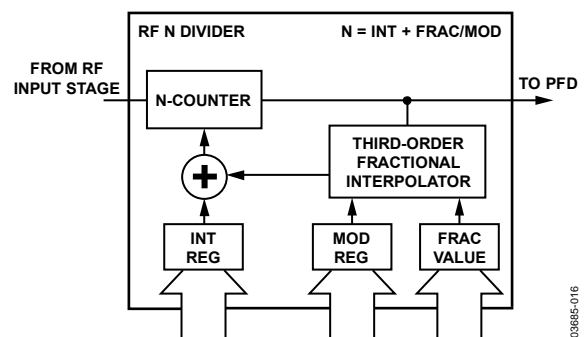 RF N DIVIDER
N = INT + FRAC/MOD
FROM RF
INPUT STAGE
TO PFD
N-COUNTER
THIRD-ORDER
FRACTIONAL
INTERPOLATOR
+
INT
REG
MOD
REG
FRAC
VALUE
03685-016